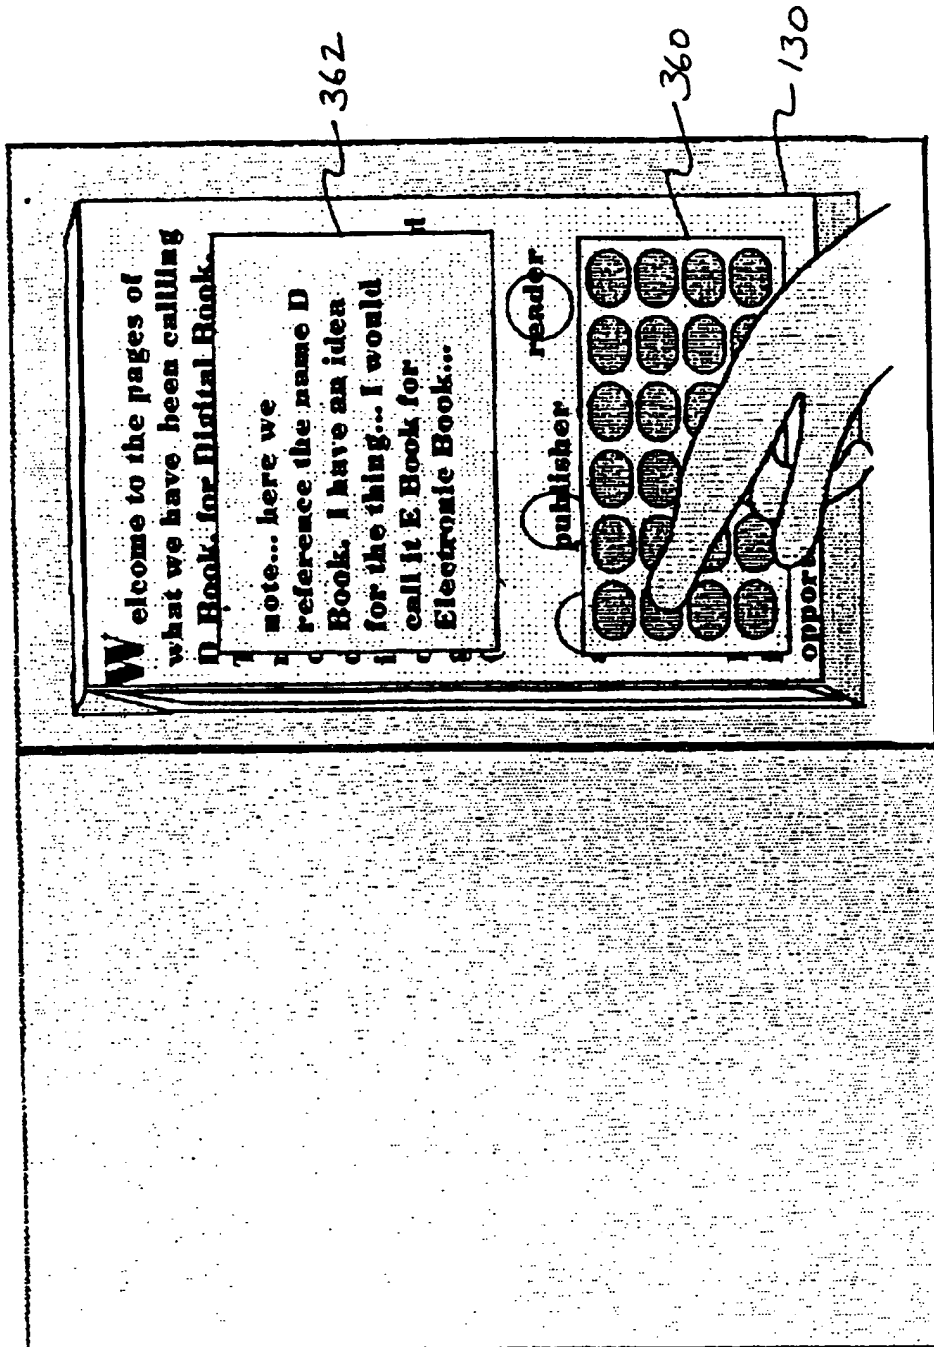 Welcome to the pages of
what we have been callling
D Book, for Digital Book.
note... here we
reference the name D
Book. I have an idea
for the thing... I would
call it E Book for
Electronic Book...
publisher reader
opport
362
360
130